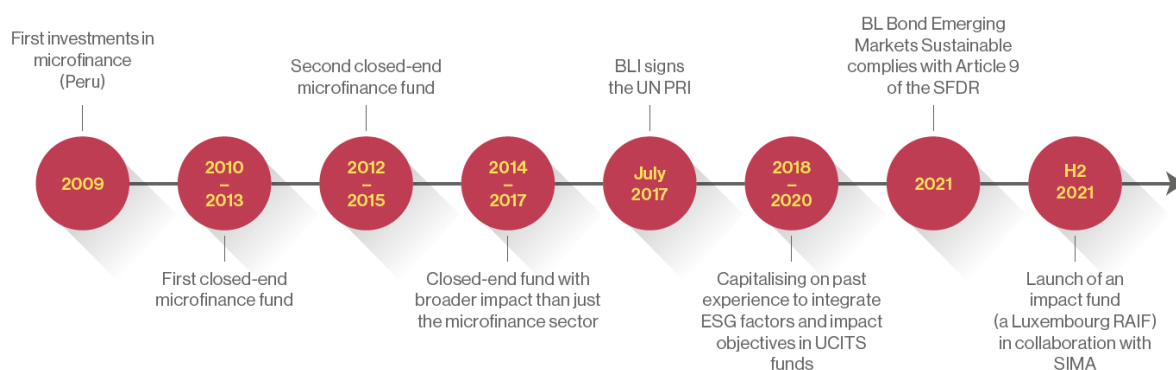 First investments in
microfinance
(Peru)
2009
2010
–
2013
First closed-end
microfinance fund
Second closed-end
microfinance fund
2012
–
2015
2014
–
2017
Closed-end fund with
broader impact than just
the microfinance sector
BLI signs
the UN PRI
July
2017
2018
–
2020
Capitalising on past
experience to integrate
ESG factors and impact
objectives in UCITS
funds
BL Bond Emerging
Markets Sustainable
complies with Article 9
of the SFDR
2021
H2
2021
Launch of an
impact fund
(a Luxembourg RAIF)
in collaboration with
SIMA